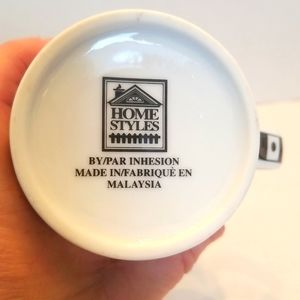 HOME
STYLES
BY/PAR INHESION
MADE IN/FABRIQUÉ EN
MALAYSIA